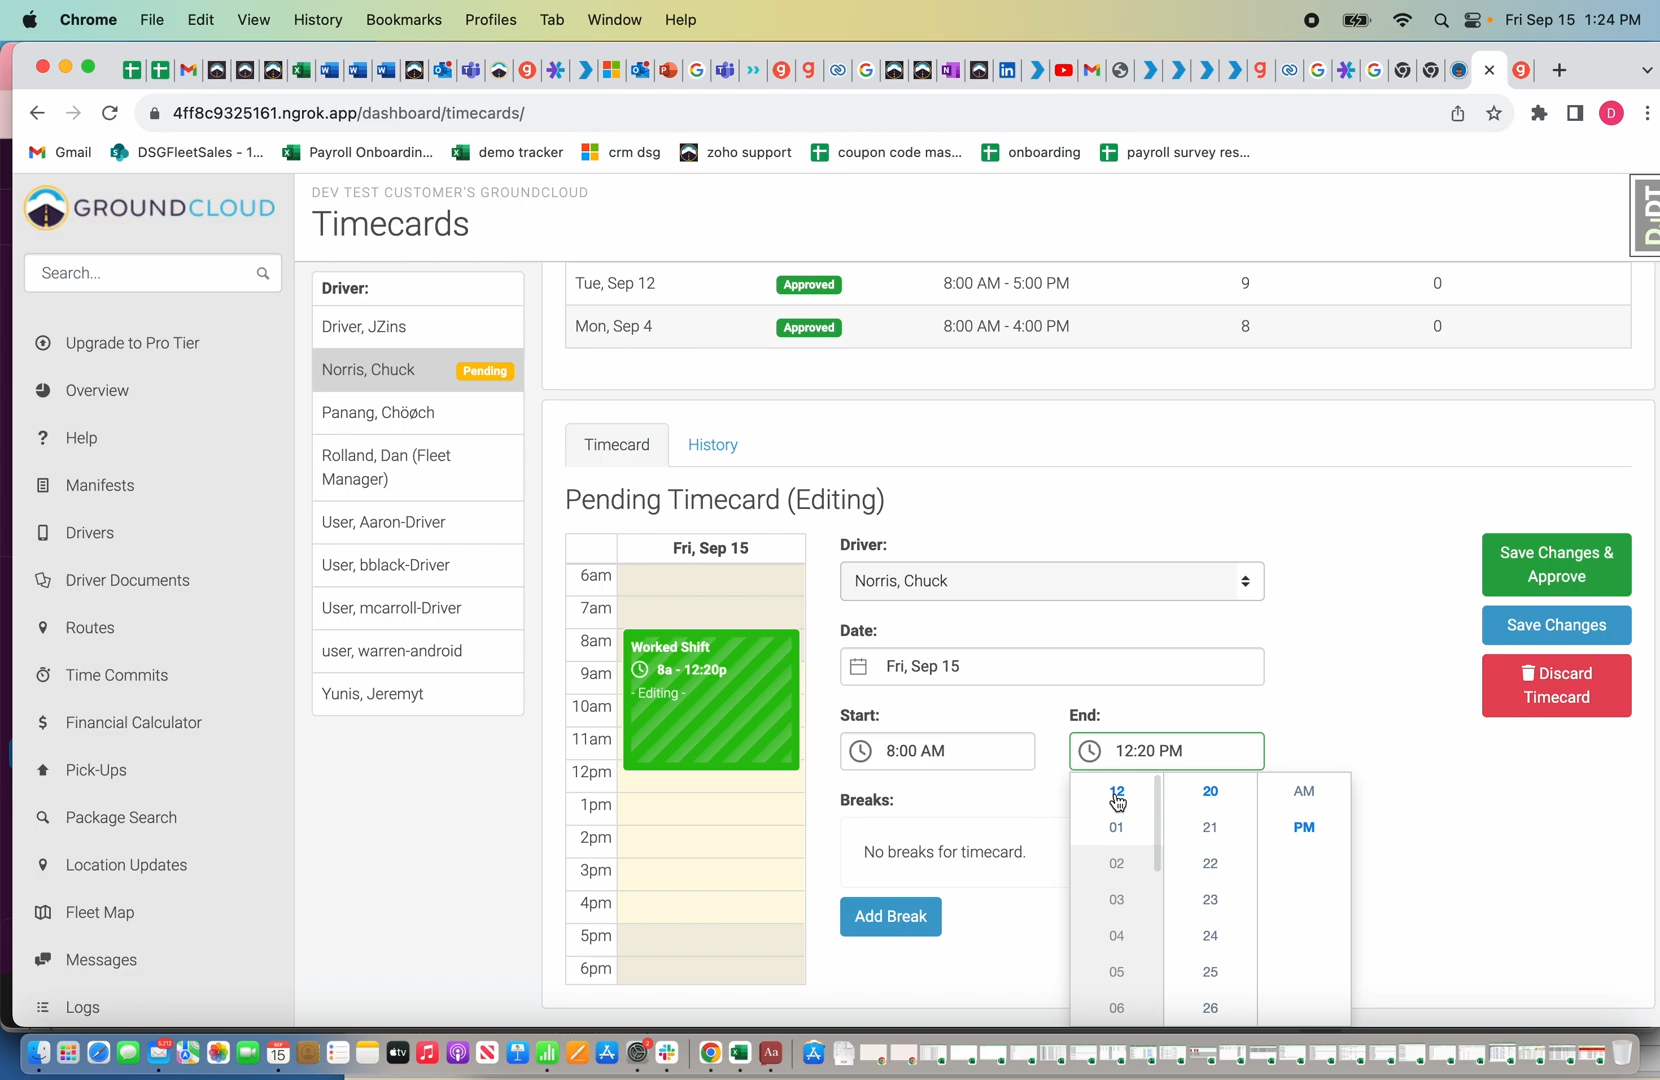 Chrome File Edit View History Bookmarks Profiles Tab Window Help Fri Sep 15 1:24 PM
4ff8c9325161.ngrok.app/dashboard/timecards/
Gmail DSGFleetSales - 1... Payroll Onboardin... demo tracker crm dsg zoho support coupon code mas... onboarding payroll survey res...
GROUNDCLOUD
Search...
Upgrade to Pro Tier
Overview
Help
Manifests
Drivers
Driver Documents
Routes
Time Commits
Financial Calculator
Pick-Ups
Package Search
Location Updates
Fleet Map
Messages
Logs
DEV TEST CUSTOMER'S GROUNDCLOUD
Timecards
DjDT
Driver:
Driver, JZins
Norris, Chuck Pending
Panang, Chöøch
Rolland, Dan (Fleet
Manager)
User, Aaron-Driver
User, bblack-Driver
User, mcarroll-Driver
user, warren-android
Yunis, Jeremyt
Tue, Sep 12 Approved 8:00 AM - 5:00 PM 9 0
Mon, Sep 4 Approved 8:00 AM - 4:00 PM 8 0
Timecard History
Pending Timecard (Editing)
Fri, Sep 15
6am
7am
8am
9am
10am
11am
12pm
1pm
2pm
3pm
4pm
5pm
6pm
Worked Shift
8a - 12:20p
- Editing -
Driver:
Norris, Chuck
Date:
Fri, Sep 15
Start: End:
8:00 AM 12:20 PM
Breaks:
No breaks for timecard.
Add Break
12 20 AM
01 21 PM
02 22
03 23
04 24
05 25
06 26
Save Changes &
Approve
Save Changes
Discard
Timecard